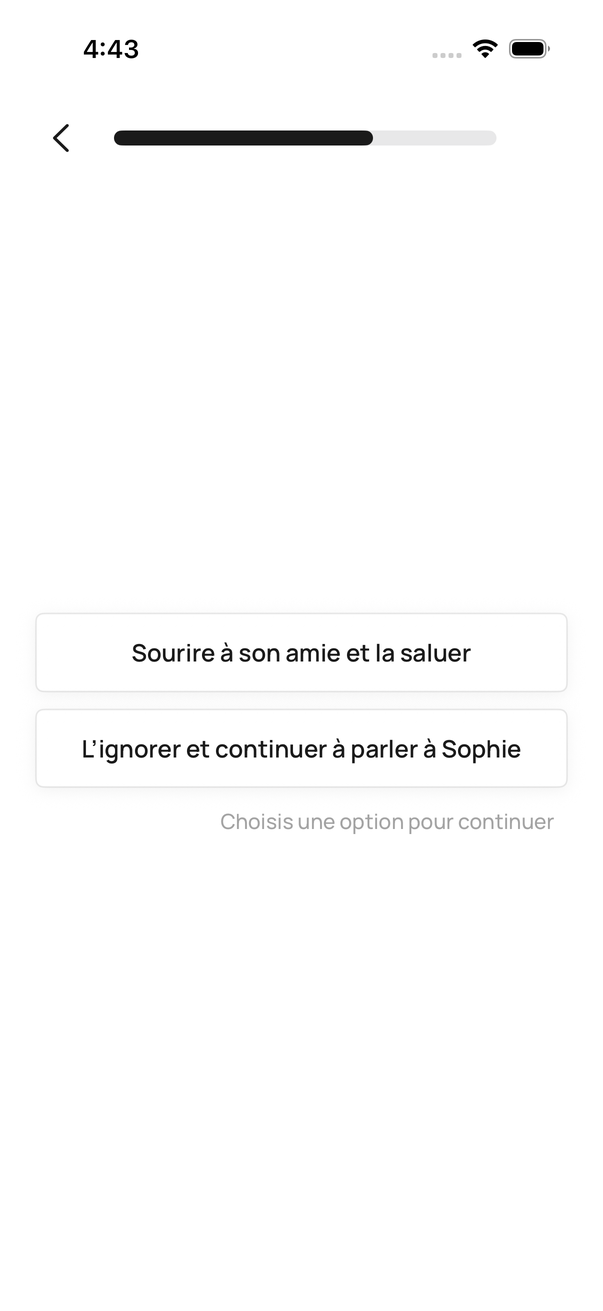 4:43
Sourire à son amie et la saluer
L’ignorer et continuer à parler à Sophie
Choisis une option pour continuer